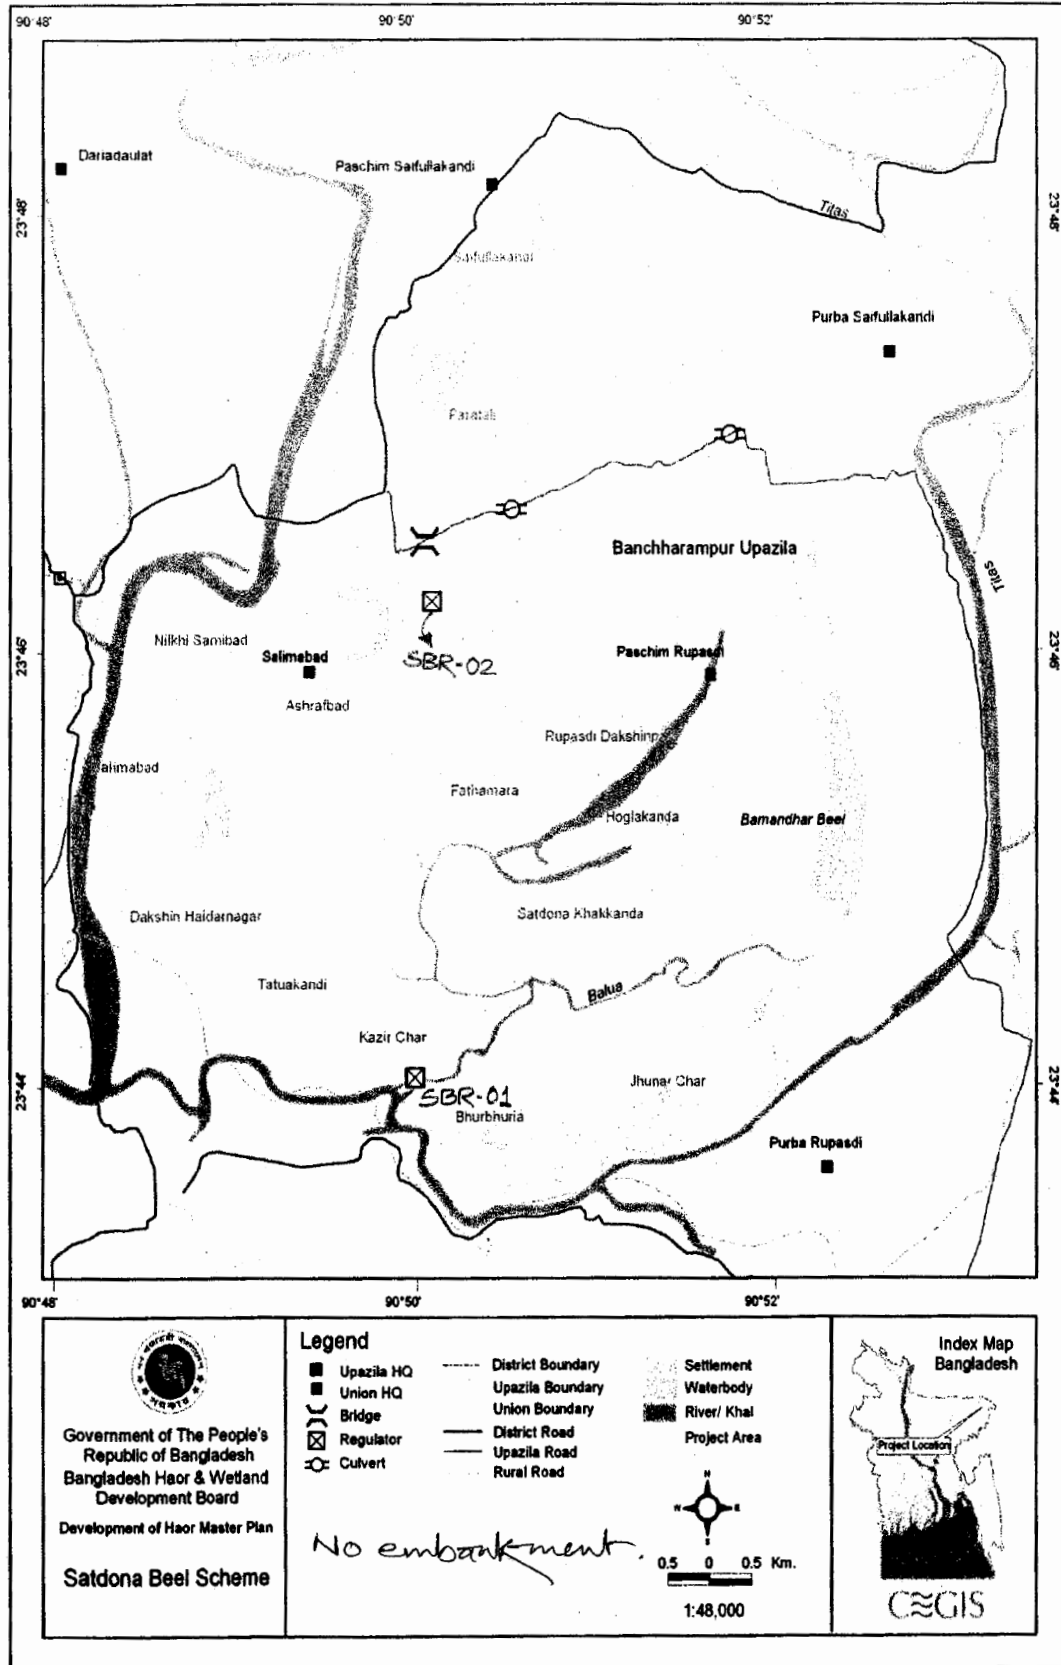 90°48'
90°50'
90°52'
Dariadaulat
Paschim Saifullakandi
23°48'
23°48'
Titas
Saifullakandi
Purba Saifullakandi
Faratali
Banchharampur Upazila
Titas
Nilkhi Samibad
23°46'
23°46'
Salimabad
SBR-02
Paschim Rupasdi
Ashrafbad
Rupasdi Dakshinp
alimabad
Fathamara
Hoglakanda
Bamandhar Beel
Dakshin Haidarnagar
Satdona Khakkanda
Tatuakandi
Balua
Kazir Char
23°44'
23°44'
Jhunar Char
SBR-01
Bhurbhuria
Purba Rupasdi
90°48'
90°50'
90°52'
Government of The People's
Republic of Bangladesh
Bangladesh Haor & Wetland
Development Board
Development of Haor Master Plan
Satdona Beel Scheme
Legend
Upazila HQ
Union HQ
Bridge
Regulator
Culvert
District Boundary
Upazila Boundary
Union Boundary
District Road
Upazila Road
Rural Road
Settlement
Waterbody
River/ Khal
Project Area
N
W
E
S
No embankment.
0.5 0 0.5 Km.
1:48,000
Index Map
Bangladesh
Project Location
CEGIS